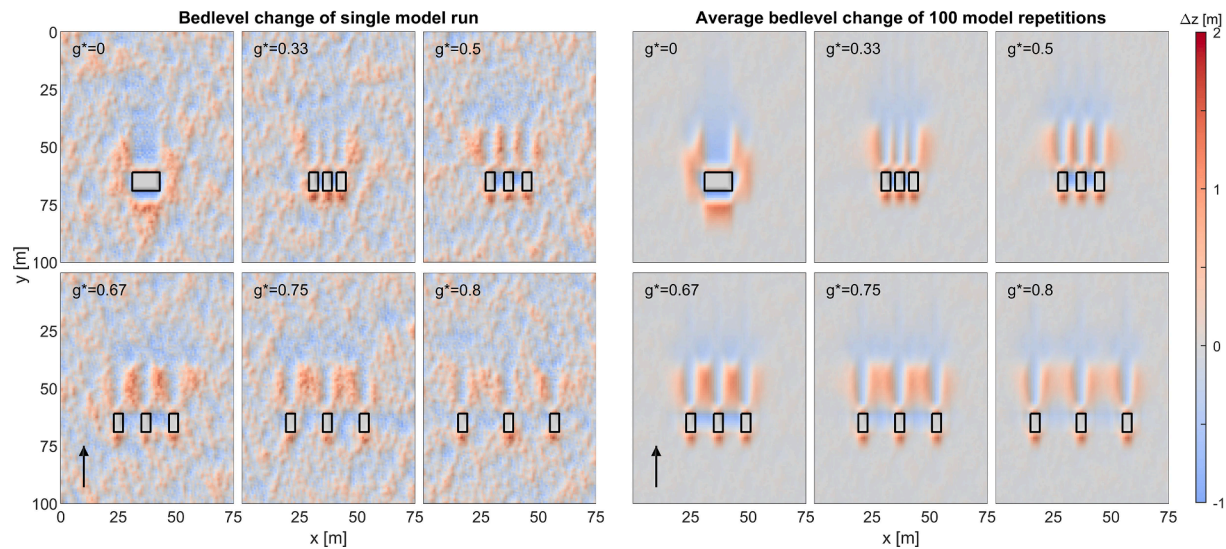 Bedlevel change of single model run
Average bedlevel change of 100 model repetitions
Δz [m]
0
25
50
75
100
g*=0
g*=0.33
g*=0.5
g*=0
g*=0.33
g*=0.5
2
1
0
-1
y [m]
25
50
75
100
g*=0.67
g*=0.75
g*=0.8
g*=0.67
g*=0.75
g*=0.8
0 25 50 75 25 50 75 25 50 75
25 50 75 25 50 75 25 50 75
x [m]
x [m]